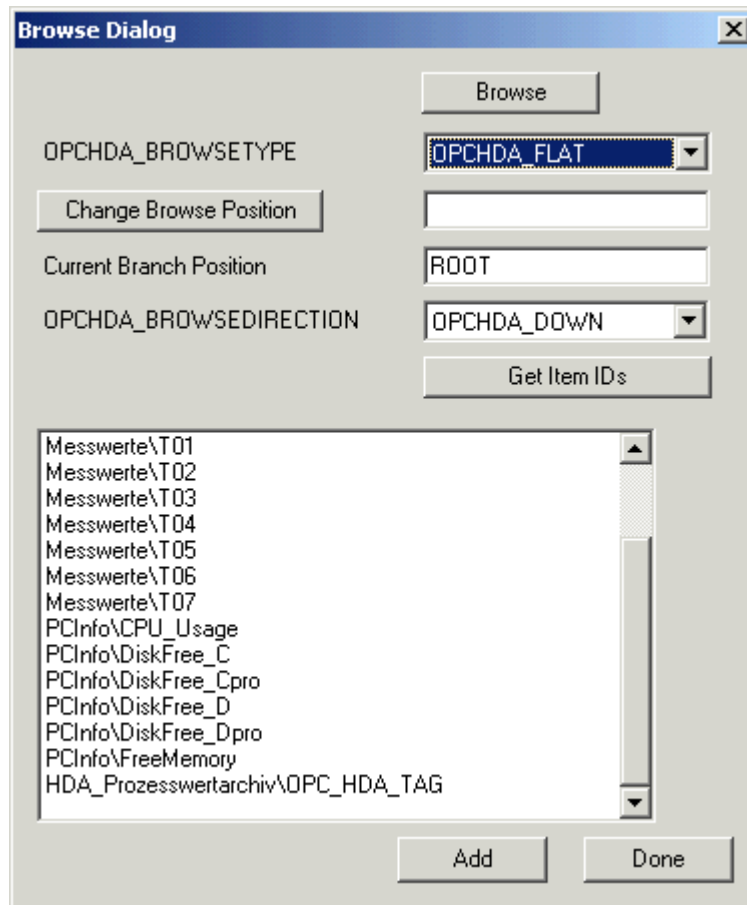 Browse Dialog
Browse
OPCHDA_BROWSETYPE OPCHDA_FLAT
Change Browse Position
Current Branch Position ROOT
OPCHDA_BROWSEDIRECTION OPCHDA_DOWN
Get Item IDs
Messwerte\T01
Messwerte\T02
Messwerte\T03
Messwerte\T04
Messwerte\T05
Messwerte\T06
Messwerte\T07
PCInfo\CPU_Usage
PCInfo\DiskFree_C
PCInfo\DiskFree_Cpro
PCInfo\DiskFree_D
PCInfo\DiskFree_Dpro
PCInfo\FreeMemory
HDA_Prozesswertarchiv\OPC_HDA_TAG
Add Done